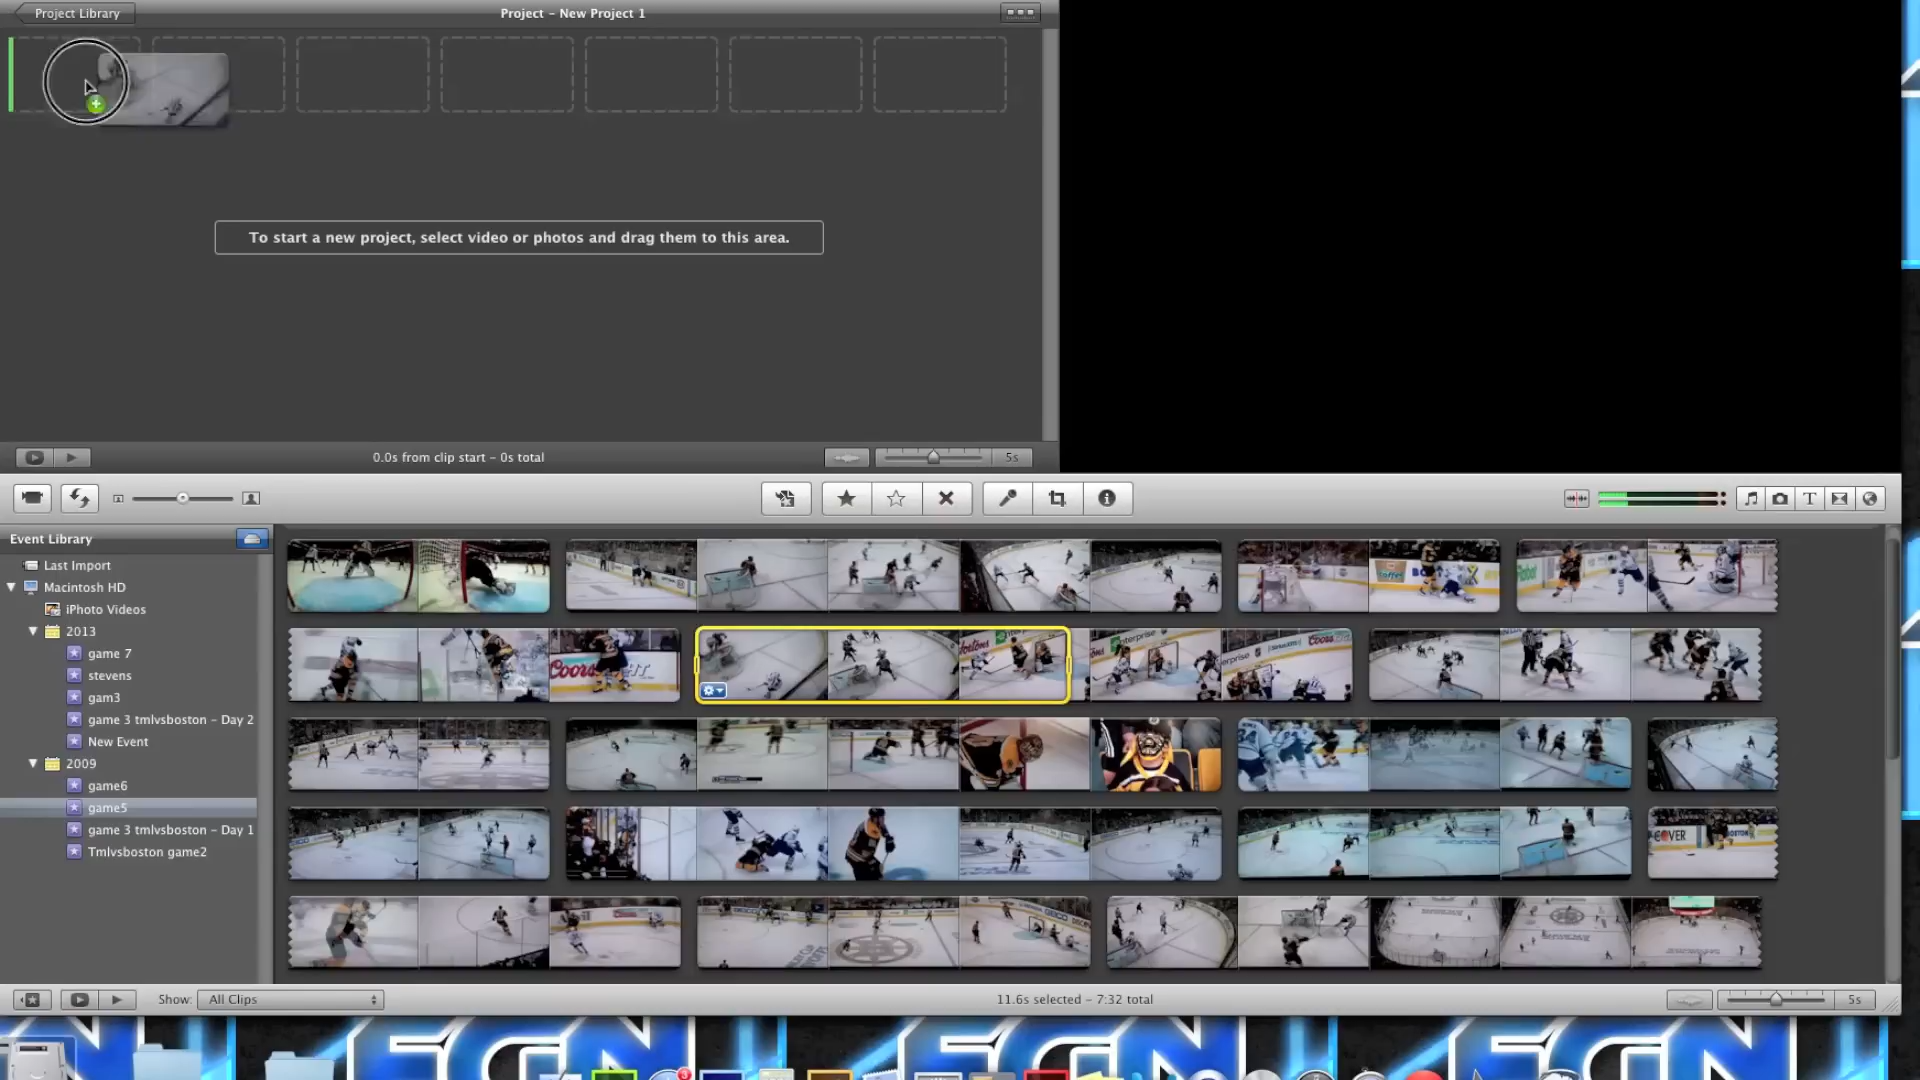 Project Library
Project - New Project 1
To start a new project, select video or photos and drag them to this area.
0.0s from clip start - 0s total
5s
Event Library
Last Import
Macintosh HD
iPhoto Videos
2013
game 7
stevens
gam3
game 3 tmlvsboston - Day 2
New Event
2009
game6
game5
game 3 tmlvsboston - Day 1
Tmlvsboston game2
Show: All Clips
11.6s selected - 7:32 total
5s